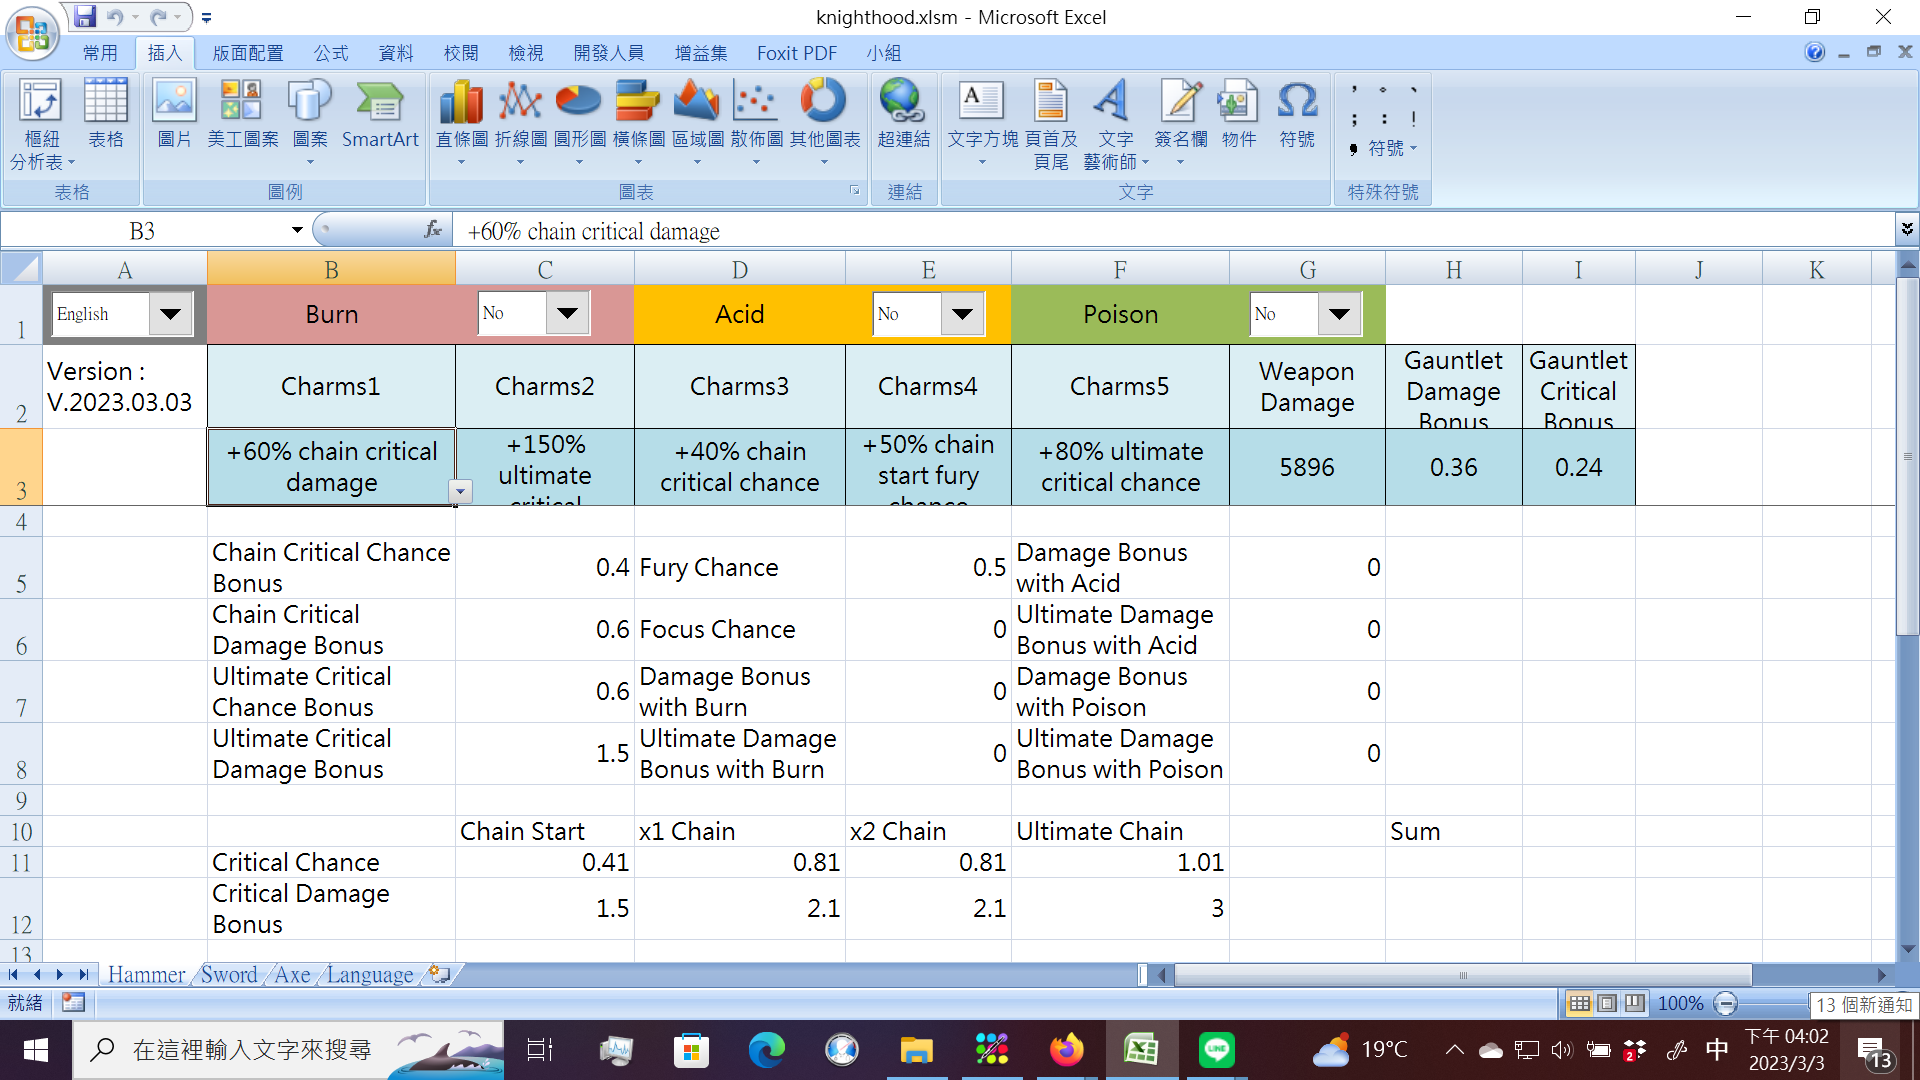 knighthood.xlsm - Microsoft Excel
常用 插入 版面配置 公式 資料 校閱 檢視 開發人員 增益集 Foxit PDF 小組
樞紐分析表 表格 圖片 美工圖案 圖案 SmartArt 直條圖 折線圖 圓形圖 橫條圖 區域圖 散佈圖 其他圖表 超連結 文字方塊 頁首及頁尾 文字藝術師 簽名欄 物件 符號 , 。 、 ; : ! , 符號
表格 圖例 圖表 連結 文字 特殊符號
B3 fx +60% chain critical damage
A B C D E F G H I J K
1 English Burn No Acid No Poison No
2 Version : V.2023.03.03 Charms1 Charms2 Charms3 Charms4 Charms5 Weapon Damage Gauntlet Damage Bonus Gauntlet Critical Bonus
3 +60% chain critical damage +150% ultimate critical +40% chain critical chance +50% chain start fury chance +80% ultimate critical chance 5896 0.36 0.24
4
5 Chain Critical Chance Bonus 0.4 Fury Chance 0.5 Damage Bonus with Acid 0
6 Chain Critical Damage Bonus 0.6 Focus Chance 0 Ultimate Damage Bonus with Acid 0
7 Ultimate Critical Chance Bonus 0.6 Damage Bonus with Burn 0 Damage Bonus with Poison 0
8 Ultimate Critical Damage Bonus 1.5 Ultimate Damage Bonus with Burn 0 Ultimate Damage Bonus with Poison 0
9
10 Chain Start x1 Chain x2 Chain Ultimate Chain Sum
11 Critical Chance 0.41 0.81 0.81 1.01
12 Critical Damage Bonus 1.5 2.1 2.1 3
13
Hammer Sword Axe Language
就緒 100% 13 個新通知
在這裡輸入文字來搜尋 LINE 19°C 2 中 下午 04:02 13
2023/3/3